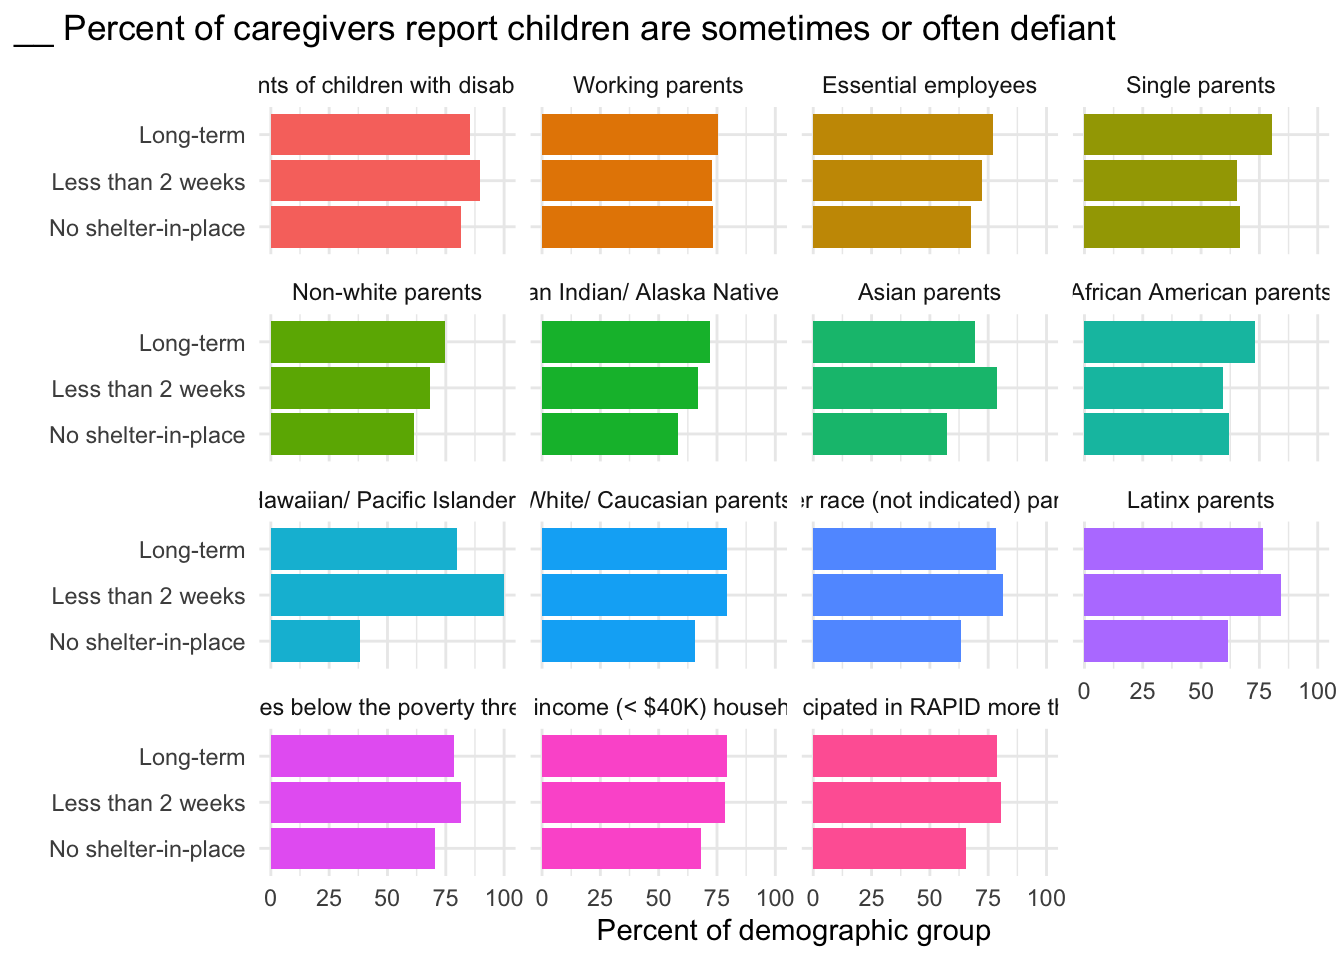 __ Percent of caregivers report children are sometimes or often defiant
nts of children with disab
Working parents
Essential employees
Single parents
Long-term
Less than 2 weeks
No shelter-in-place
Non-white parents
an Indian/ Alaska Native
Asian parents
African American parents
Long-term
Less than 2 weeks
No shelter-in-place
Hawaiian/ Pacific Islander
White/ Caucasian parents
er race (not indicated) par
Latinx parents
Long-term
Less than 2 weeks
No shelter-in-place
0 25 50 75 100
es below the poverty thre
income (< $40K) househ
cipated in RAPID more th
Long-term
Less than 2 weeks
No shelter-in-place
0 25 50 75 100
0 25 50 75 100
0 25 50 75 100
Percent of demographic group